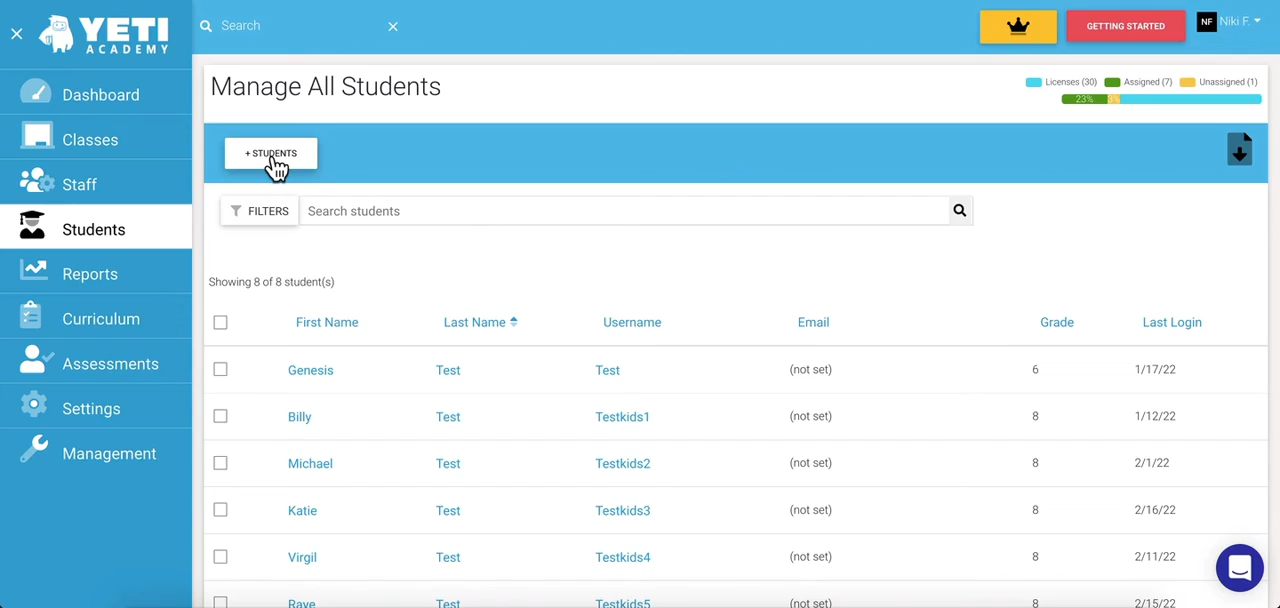 YETI
ACADEMY
Search
GETTING STARTED
NF Niki F.
Dashboard
Classes
Staff
Students
Reports
Curriculum
Assessments
Settings
Management
Manage All Students
Licenses (30) Assigned (7) Unassigned (1)
23%
+ STUDENTS
FILTERS Search students
Showing 8 of 8 student(s)
First Name Last Name Username Email Grade Last Login
Genesis Test Test (not set) 6 1/17/22
Billy Test Testkids1 (not set) 8 1/12/22
Michael Test Testkids2 (not set) 8 2/1/22
Katie Test Testkids3 (not set) 8 2/16/22
Virgil Test Testkids4 (not set) 8 2/11/22
Raye Test Testkids5 (not set) 8 2/15/22